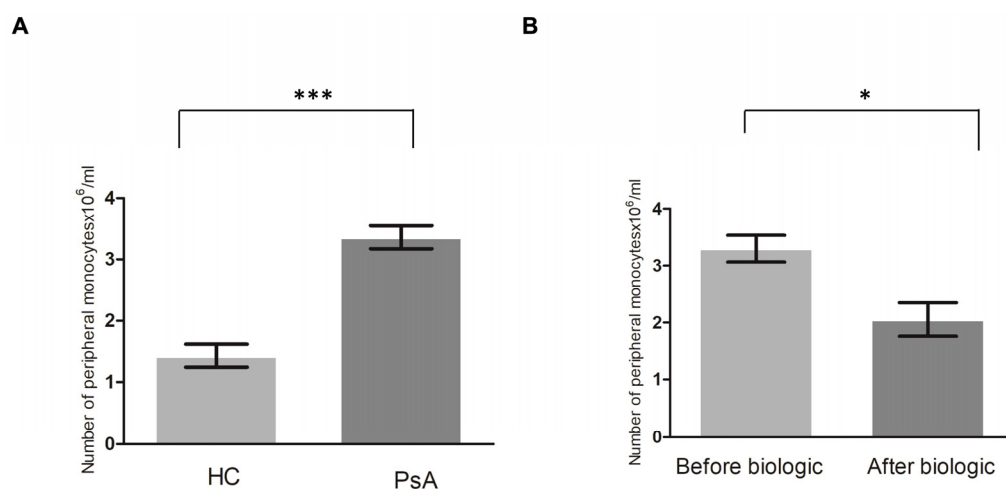 A
***
Number of peripheral monocytesx10⁶/ml
4
3
2
1
0
HC
PsA
B
*
Number of peripheral monocytesx10⁶/ml
4
3
2
1
0
Before biologic
After biologic